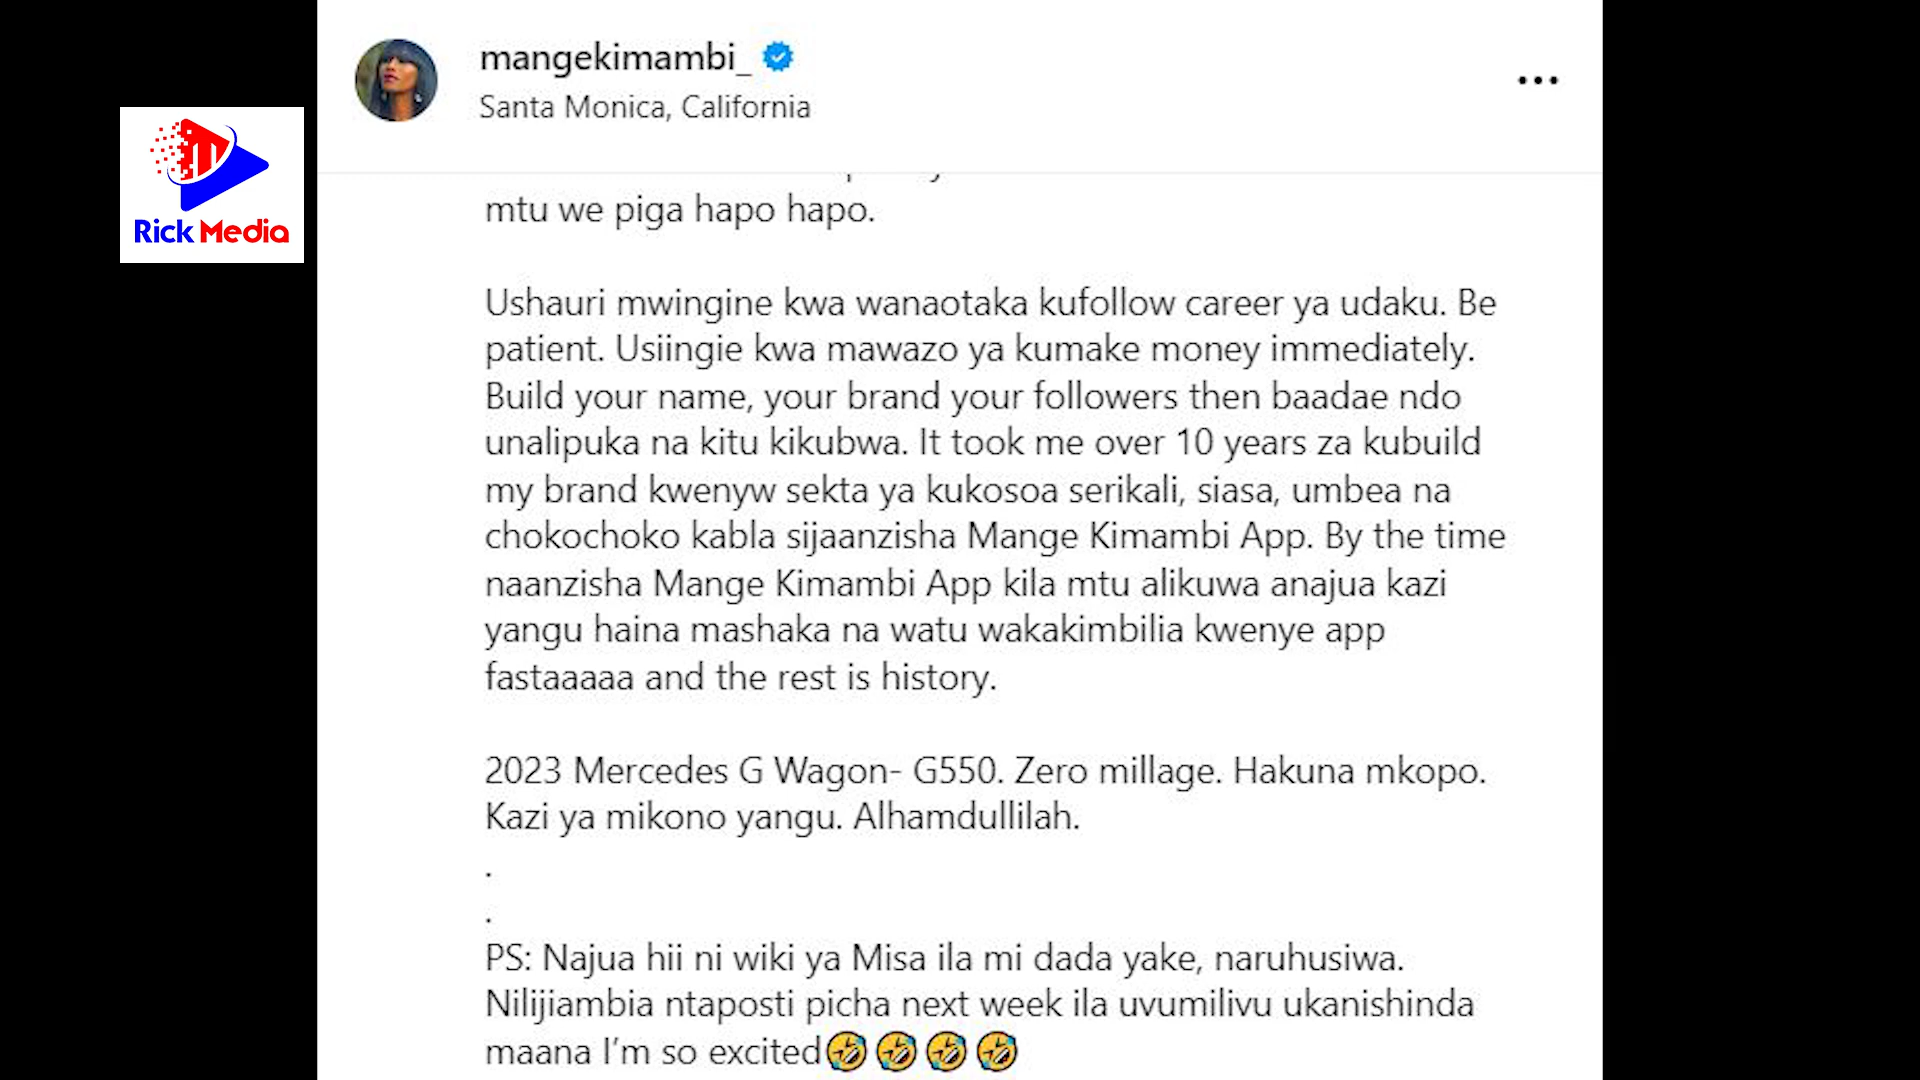 mangekimambi_
Santa Monica, California
Rick Media
mtu we piga hapo hapo.
Ushauri mwingine kwa wanaotaka kufollow career ya udaku. Be
patient. Usiingie kwa mawazo ya kumake money immediately.
Build your name, your brand your followers then baadae ndo
unalipuka na kitu kikubwa. It took me over 10 years za kubuild
my brand kwenyw sekta ya kukosoa serikali, siasa, umbea na
chokochoko kabla sijaanzisha Mange Kimambi App. By the time
naanzisha Mange Kimambi App kila mtu alikuwa anajua kazi
yangu haina mashaka na watu wakakimbilia kwenye app
fastaaaaa and the rest is history.
2023 Mercedes G Wagon- G550. Zero millage. Hakuna mkopo.
Kazi ya mikono yangu. Alhamdullilah.
.
.
PS: Najua hii ni wiki ya Misa ila mi dada yake, naruhusiwa.
Nilijiambia ntaposti picha next week ila uvumilivu ukanishinda
maana I’m so excited🤣🤣🤣🤣